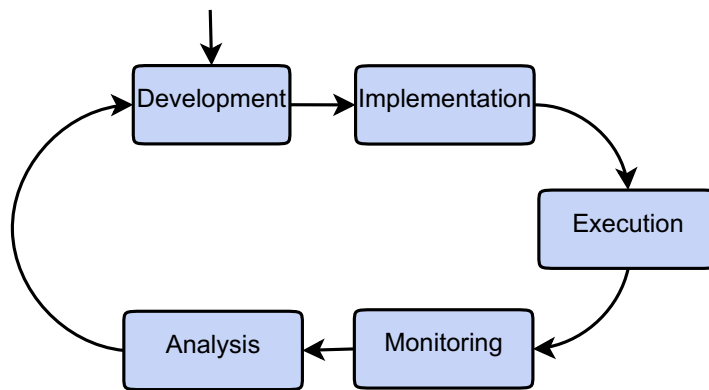 Development
Implementation
Execution
Monitoring
Analysis